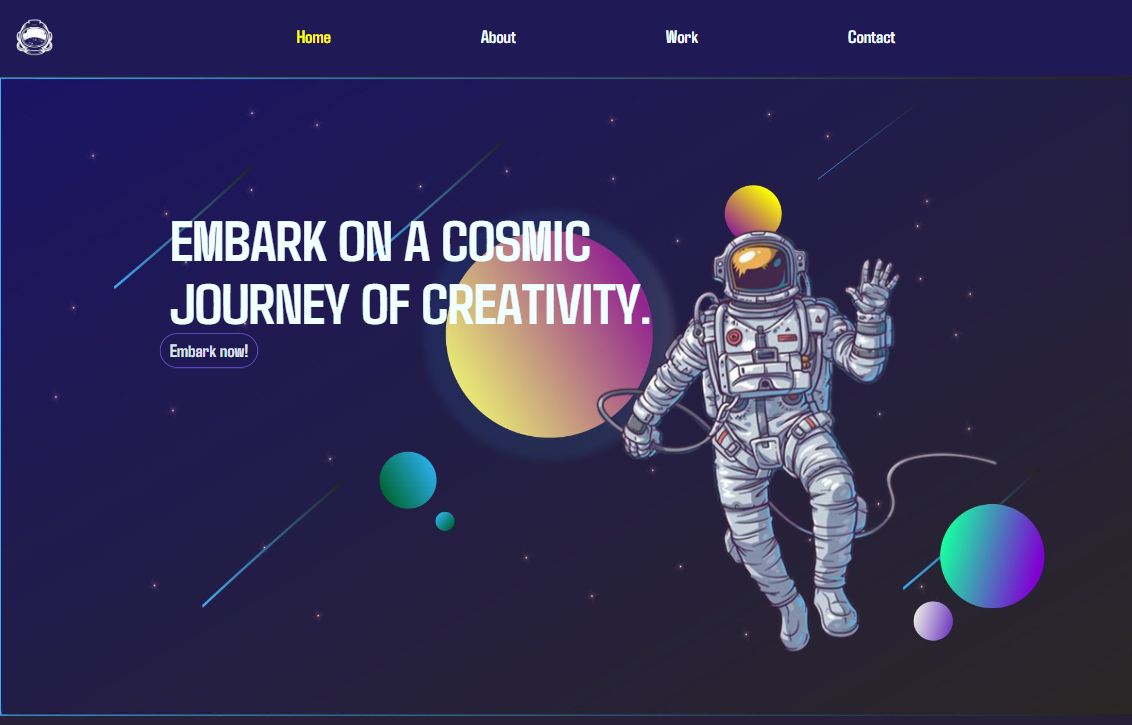 Home
About
Work
Contact
EMBARK ON A COSMIC
JOURNEY OF CREATIVITY.
Embark now!